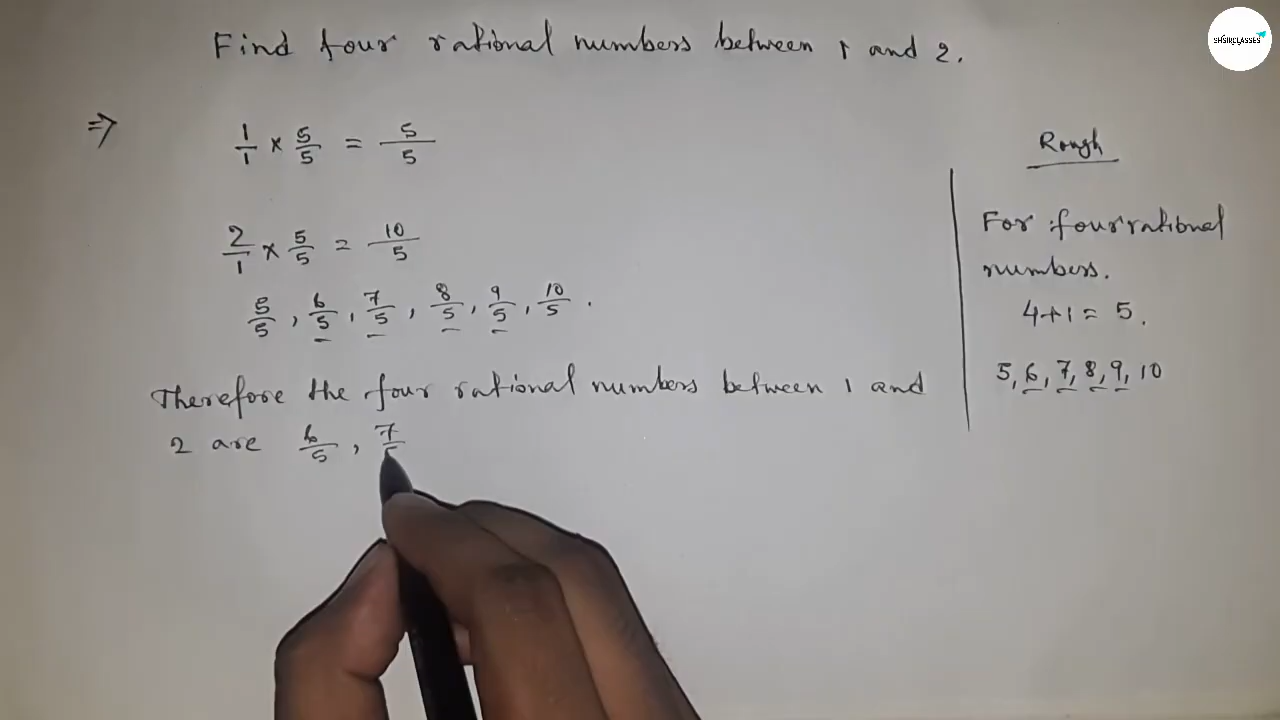 Find four rational numbers between 1 and 2.
SHSIRCLASSES
⇒ 1/1 × 5/5 = 5/5
2/1 × 5/5 = 10/5
5/5, 6/5, 7/5, 8/5, 9/5, 10/5.
Therefore the four rational numbers between 1 and
2 are 6/5, 7/5
Rough
For four rational
numbers.
4+1=5.
5, 6, 7, 8, 9, 10